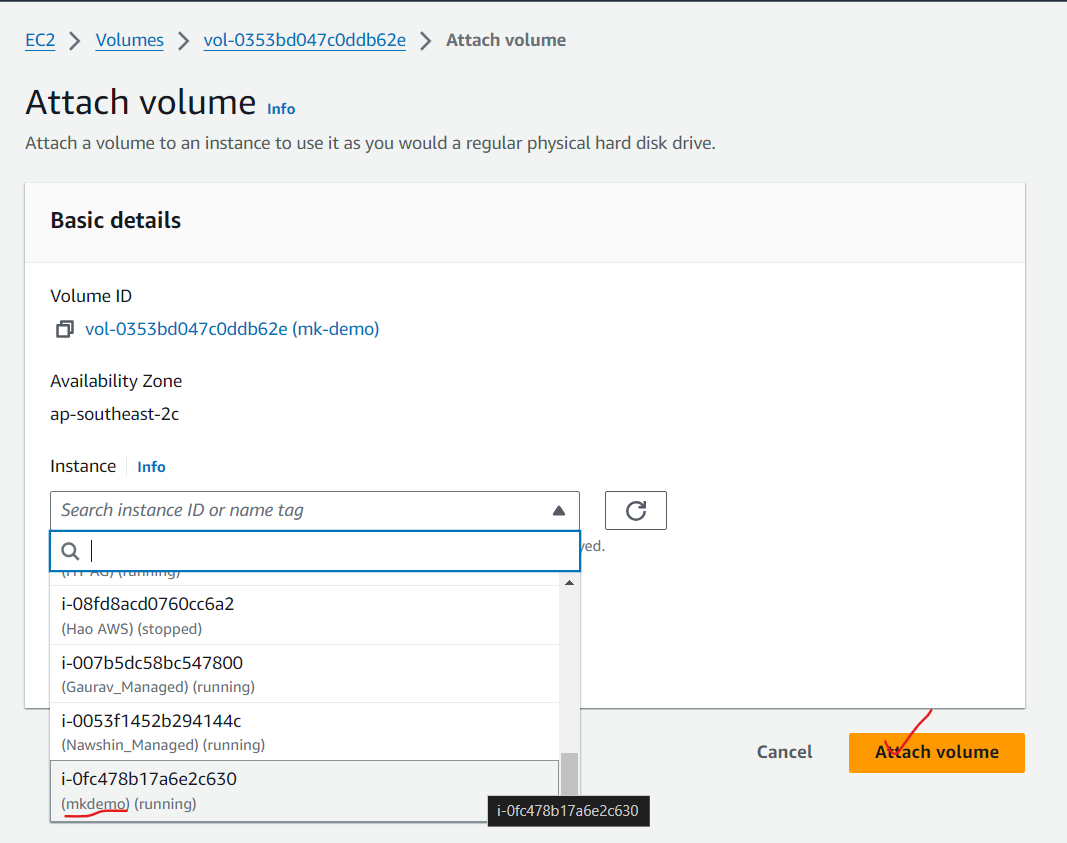 EC2 > Volumes > vol-0353bd047c0ddb62e > Attach volume
Attach volume Info
Attach a volume to an instance to use it as you would a regular physical hard disk drive.
Basic details
Volume ID
vol-0353bd047c0ddb62e (mk-demo)
Availability Zone
ap-southeast-2c
Instance Info
Search instance ID or name tag
(running)
i-08fd8acd0760cc6a2
(Hao AWS) (stopped)
i-007b5dc58bc547800
(Gaurav_Managed) (running)
i-0053f1452b294144c
(Nawshin_Managed) (running)
i-0fc478b17a6e2c630
(mkdemo) (running)
i-0fc478b17a6e2c630
Cancel
Attach volume